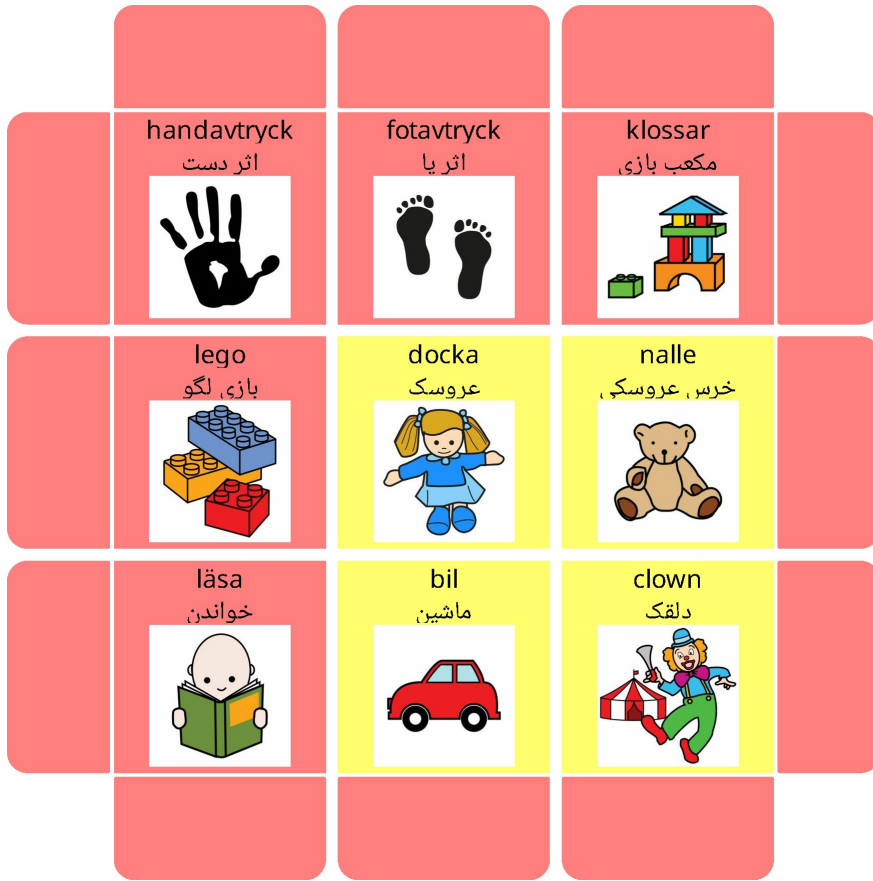 handavtryck
اثر دست
fotavtryck
اثر پا
klossar
مکعب بازی
lego
بازی لگو
docka
عروسک
nalle
خرس عروسکی
läsa
خواندن
bil
ماشین
clown
دلقک